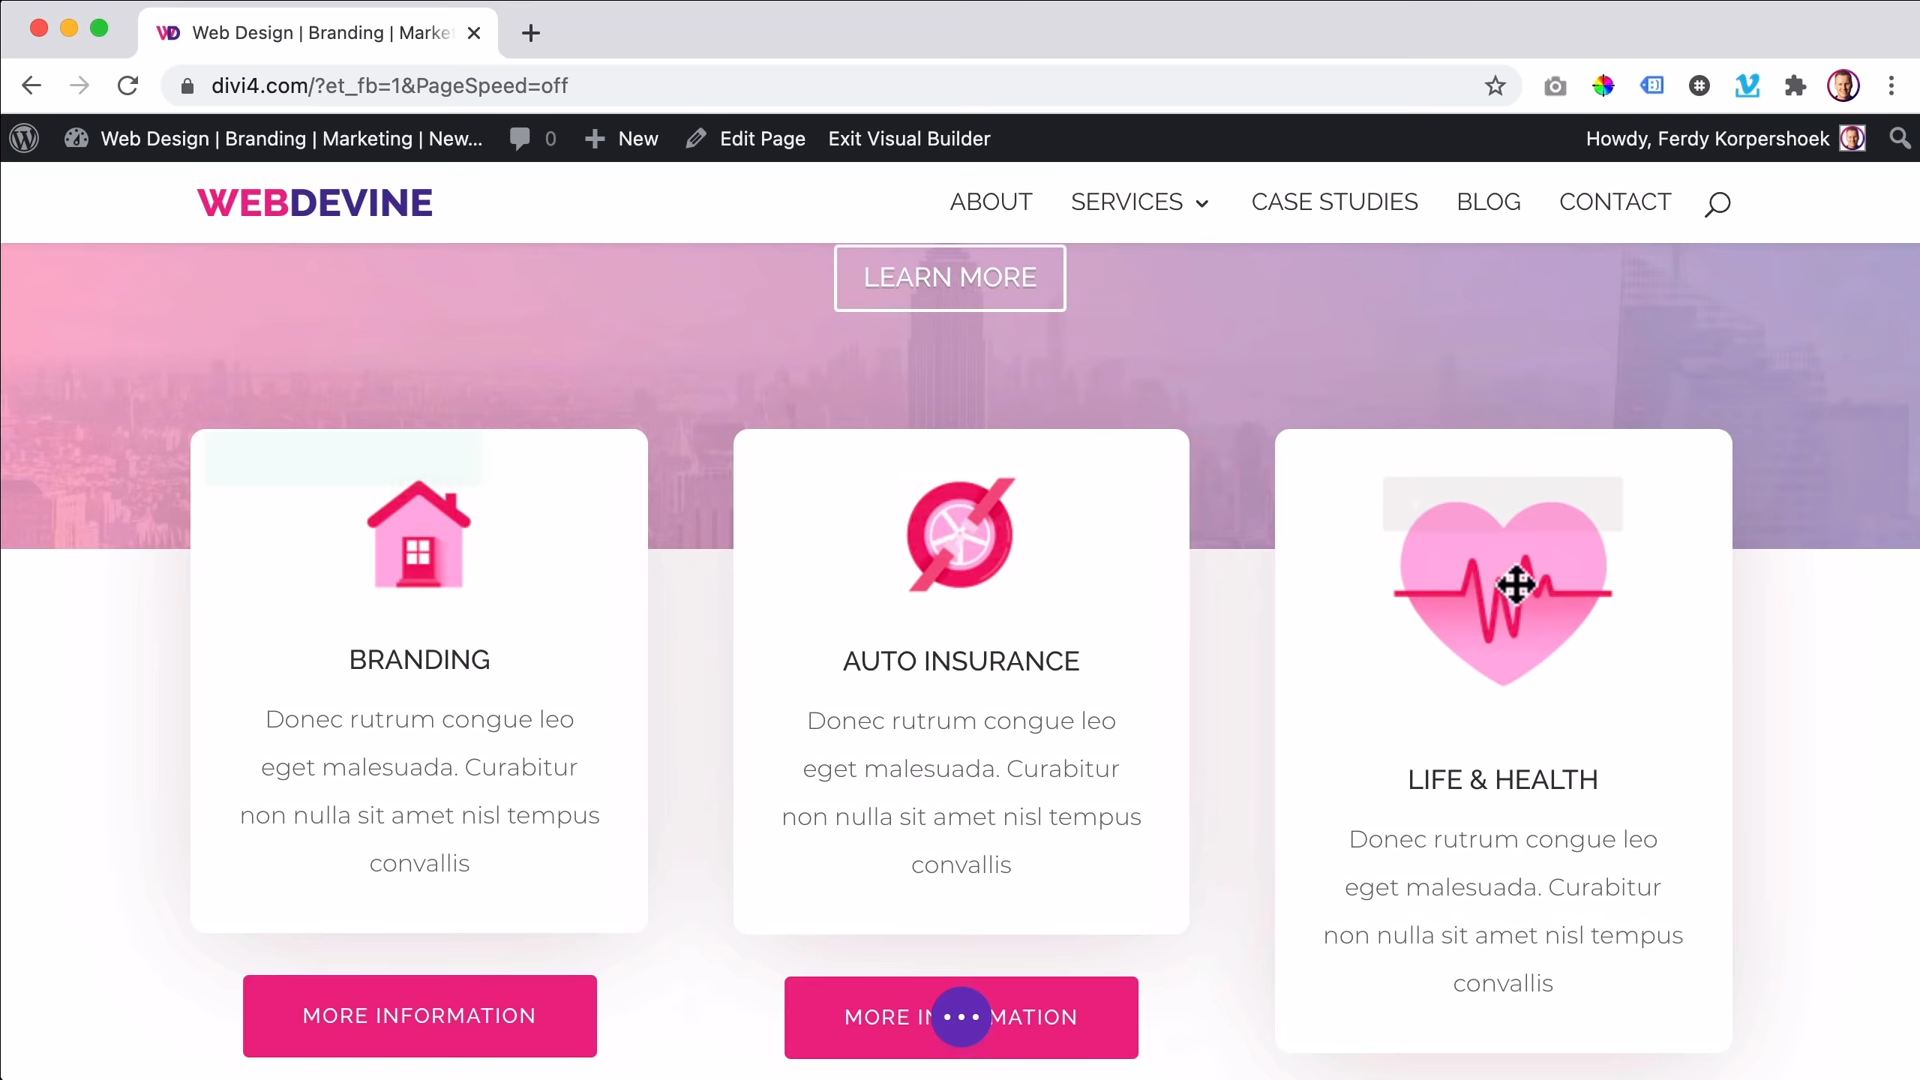 Web Design | Branding | Marke
divi4.com/?et_fb=1&PageSpeed=off
Web Design | Branding | Marketing | New... 0 New Edit Page Exit Visual Builder Howdy, Ferdy Korpershoek
WEBDEVINE ABOUT SERVICES CASE STUDIES BLOG CONTACT
LEARN MORE
BRANDING
Donec rutrum congue leo
eget malesuada. Curabitur
non nulla sit amet nisl tempus
convallis
MORE INFORMATION
AUTO INSURANCE
Donec rutrum congue leo
eget malesuada. Curabitur
non nulla sit amet nisl tempus
convallis
MORE IN MATION
LIFE & HEALTH
Donec rutrum congue leo
eget malesuada. Curabitur
non nulla sit amet nisl tempus
convallis